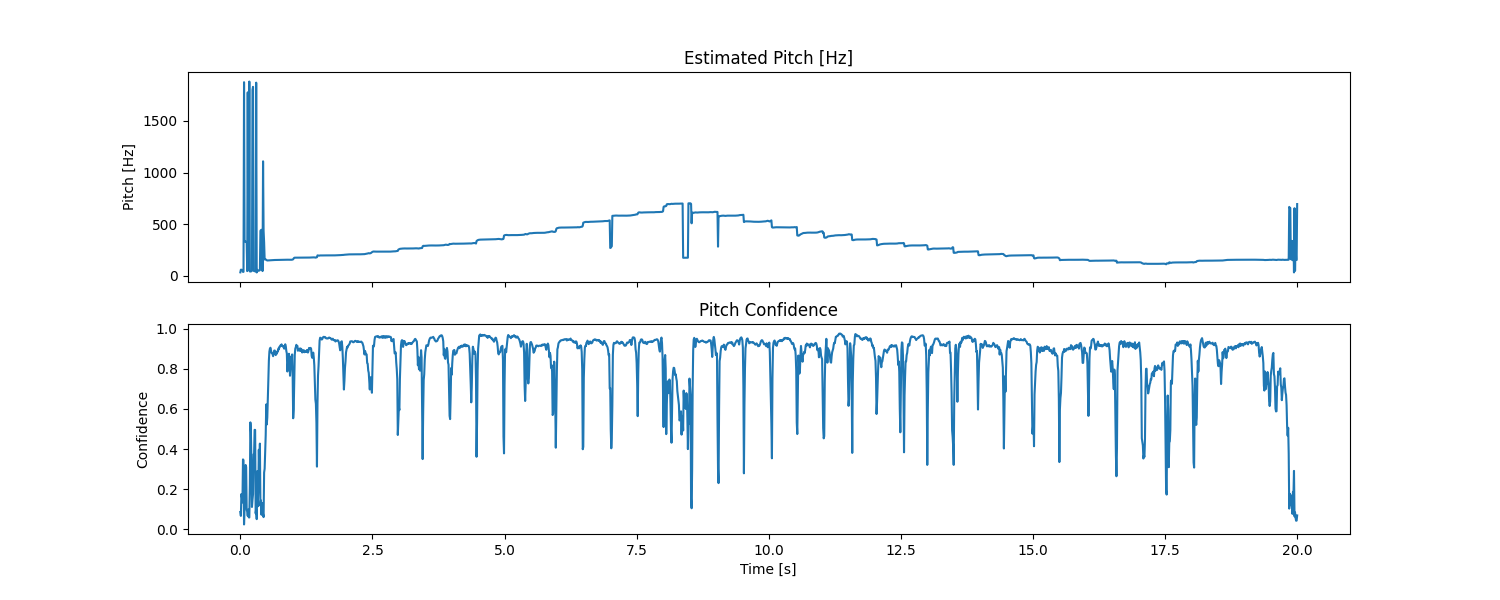 Estimated Pitch [Hz]
1500
1000
500
0
Pitch [Hz]
Pitch Confidence
1.0
0.8
0.6
0.4
0.2
0.0
Confidence
0.0 2.5 5.0 7.5 10.0 12.5 15.0 17.5 20.0
Time [s]